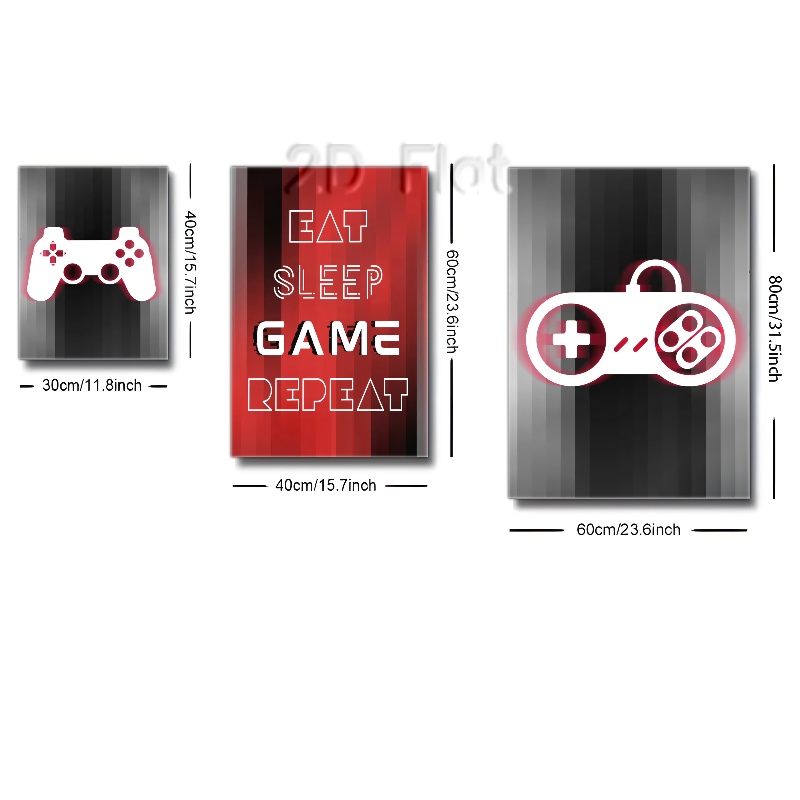 2D Flat
EAT
SLEEP
GAME
REPEAT
40cm/15.7inch
30cm/11.8inch
60cm/23.6inch
40cm/15.7inch
80cm/31.5inch
60cm/23.6inch